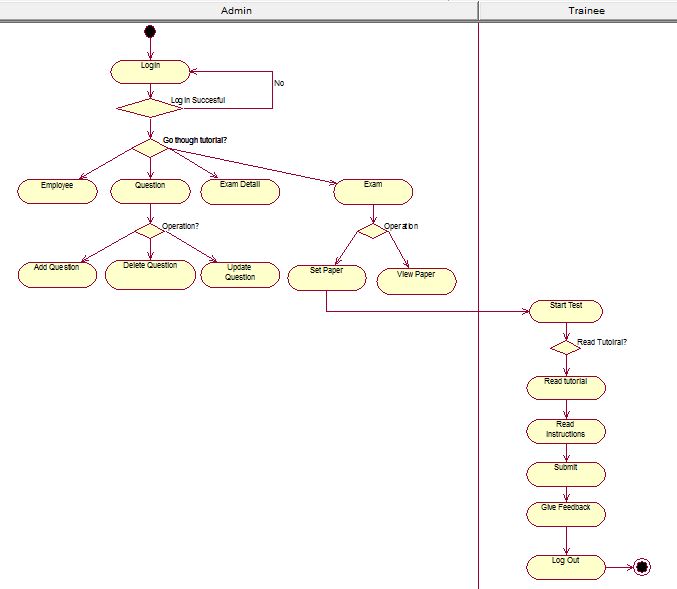 Admin
Trainee
Login
No
Log In Succesful
Go though tutorial?
Employee
Question
Exam Detail
Exam
Operation?
Operation
Add Question
Delete Question
Update
Question
Set Paper
View Paper
Start Test
Read Tutoiral?
Read tutorial
Read
Instructions
Submit
Give Feedback
Log Out